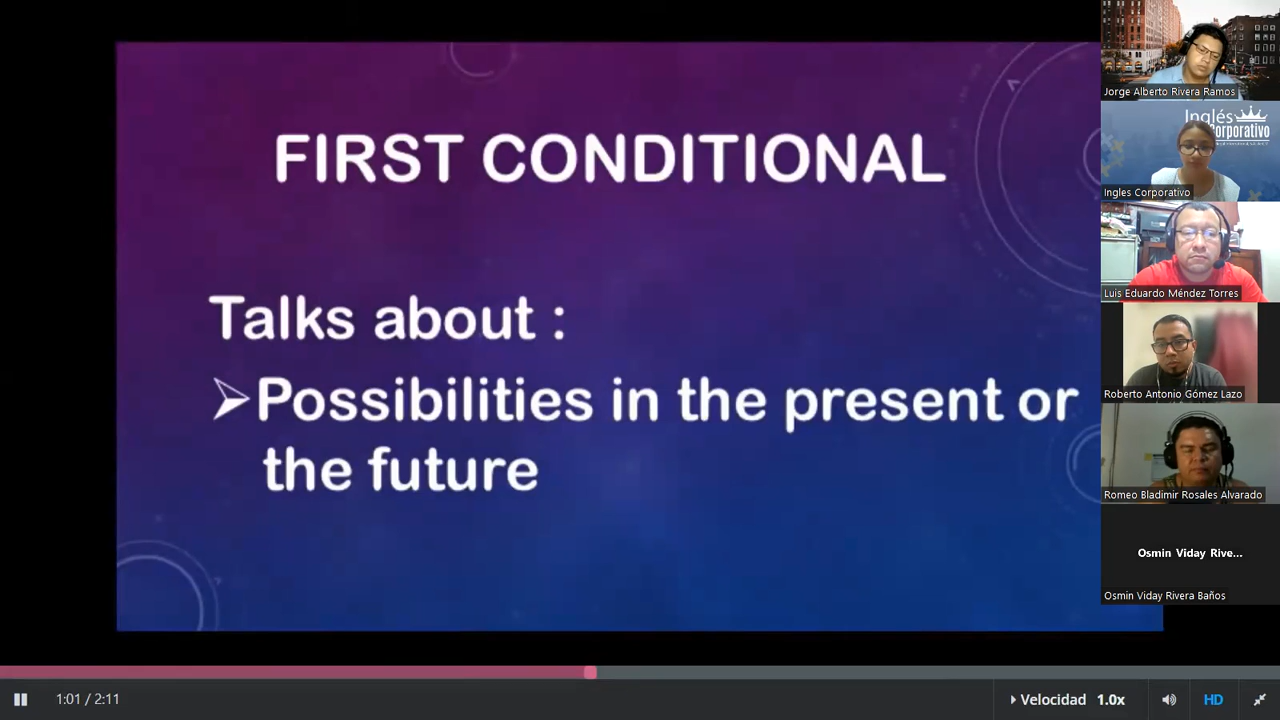 FIRST CONDITIONAL
Talks about :
Possibilities in the present or
the future
Jorge Alberto Rivera Ramos
Inglés
Corporativo
Ingles Corporativo
Luis Eduardo Méndez Torres
Roberto Antonio Gómez Lazo
Romeo Bladimir Rosales Alvarado
Osmin Viday Rive...
Osmin Viday Rivera Baños
1:01 / 2:11
Velocidad 1.0x
HD